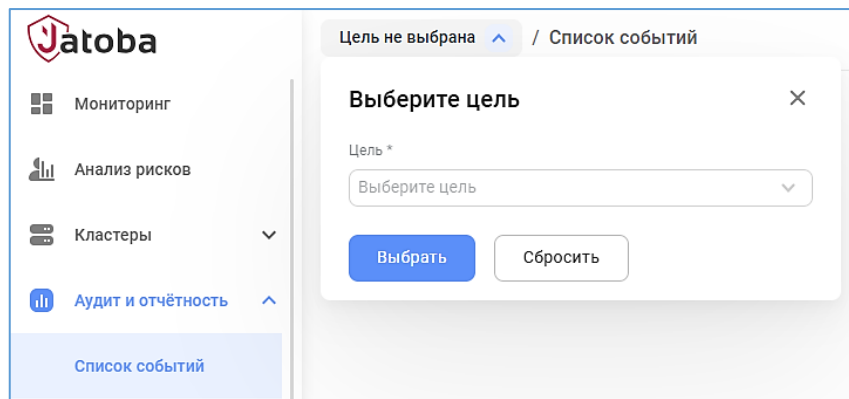 Jatoba
Мониторинг
Анализ рисков
Кластеры
Аудит и отчётность
Список событий
Цель не выбрана / Список событий
Выберите цель
Цель *
Выберите цель
Выбрать Сбросить